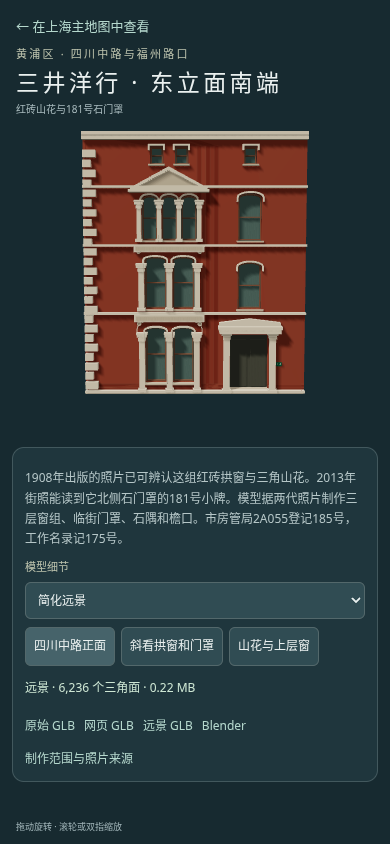 ← 在上海主地图中查看
黄浦区 · 四川中路与福州路口
三井洋行 · 东立面南端
红砖山花与181号石门罩
1908年出版的照片已可辨认这组红砖拱窗与三角山花。2013年
街照能读到它北侧石门罩的181号小牌。模型据两代照片制作三
层窗组、临街门罩、石隅和檐口。市房管局2A055登记185号，
工作名录记175号。
模型细节
简化远景
四川中路正面 斜看拱窗和门罩 山花与上层窗
远景 · 6,236 个三角面 · 0.22 MB
原始 GLB 网页 GLB 远景 GLB Blender
制作范围与照片来源
拖动旋转 · 滚轮或双指缩放